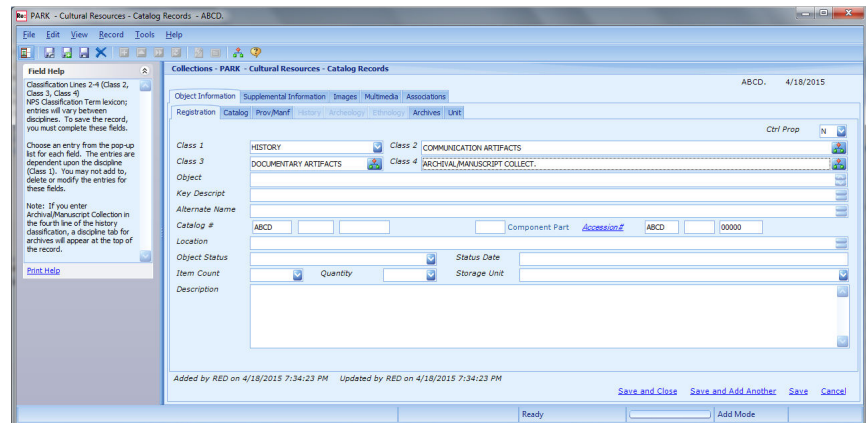 Re: PARK - Cultural Resources - Catalog Records - ABCD.
File Edit View Record Tools Help
Field Help
Classification Lines 2-4 (Class 2,
Class 3, Class 4)
NPS Classification Term lexicon;
entries will vary between
disciplines. To save the record,
you must complete these fields.
Choose an entry from the pop-up
list for each field. The entries are
dependent upon the discipline
(Class 1). You may not add to,
delete or modify the entries for
these fields.
Note: If you enter
Archival/Manuscript Collection in
the fourth line of the history
classification, a discipline tab for
archives will appear at the top of
the record.
Print Help
Collections - PARK - Cultural Resources - Catalog Records
ABCD. 4/18/2015
Object Information Supplemental Information Images Multimedia Associations
Registration Catalog Prov/Manf History Archeology Ethnology Archives Unit
Ctrl Prop N
Class 1 HISTORY Class 2 COMMUNICATION ARTIFACTS
Class 3 DOCUMENTARY ARTIFACTS Class 4 ARCHIVAL/MANUSCRIPT COLLECT.
Object
Key Descript
Alternate Name
Catalog # ABCD Component Part Accession# ABCD 00000
Location
Object Status Status Date
Item Count Quantity Storage Unit
Description
Added by RED on 4/18/2015 7:34:23 PM Updated by RED on 4/18/2015 7:34:23 PM
Save and Close Save and Add Another Save Cancel
Ready Add Mode